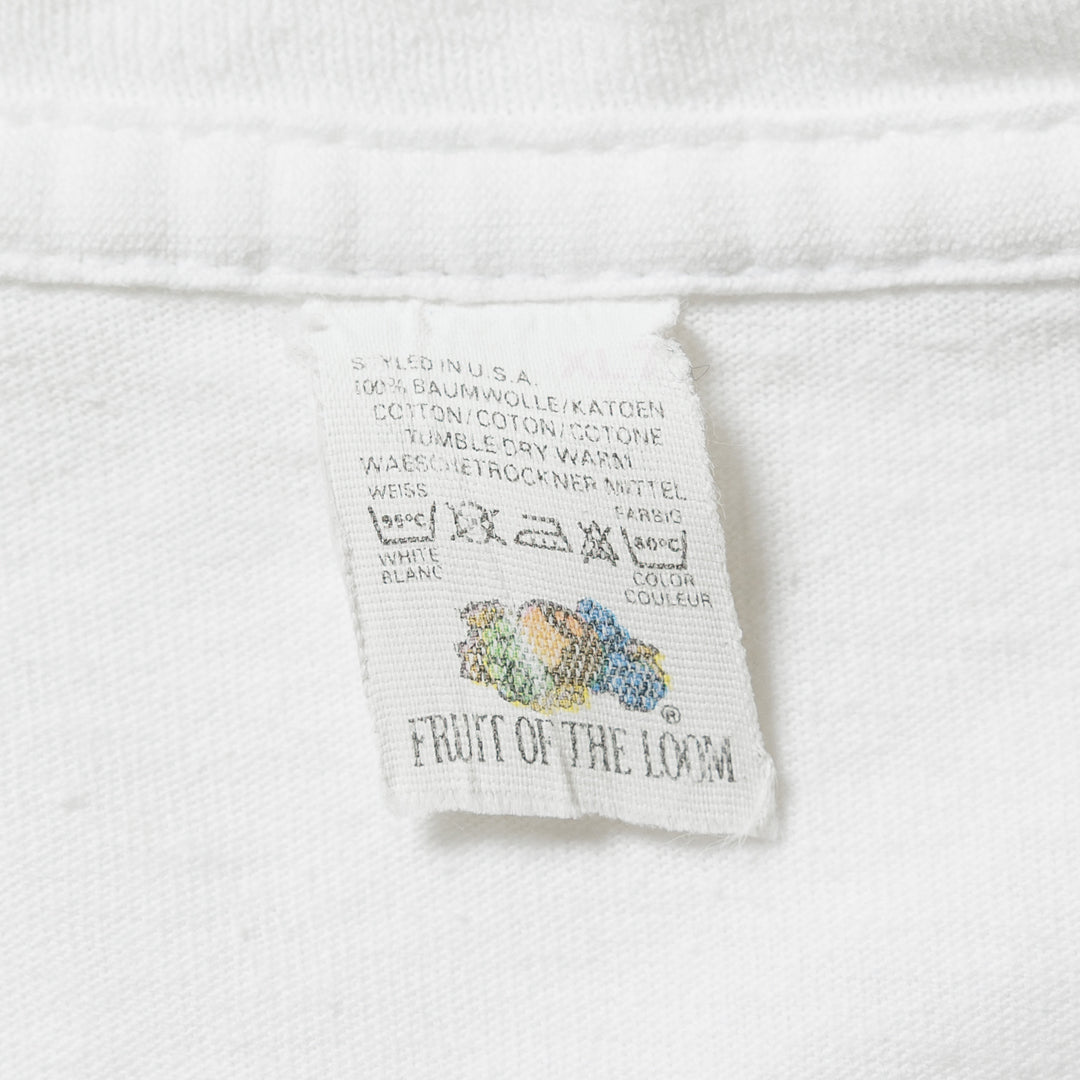 STYLED IN U.S.A.
100% BAUMWOLLE/KATOEN
COTTON/COTON/COTONE
TUMBLE DRY WARM
WAESCHETROCKNER MITTEL
WEISS
FARBIG
95°C
60°C
WHITE
BLANC
COLOR
COULEUR
®
FRUIT OF THE LOOM